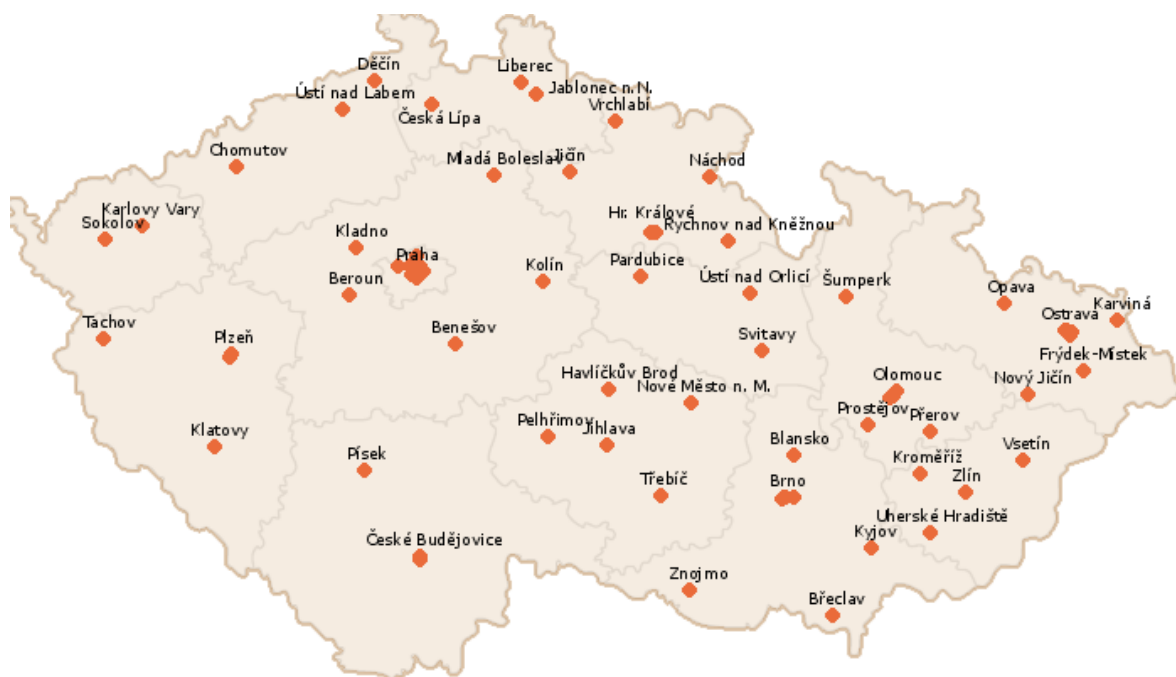 Děčín
Liberec
Ústí nad Labem
Jablonec n. N.
Česká Lípa
Vrchlabí
Chomutov
Mladá Boleslav
Jičín
Náchod
Karlovy Vary
Sokolov
Hr. Králové
Rychnov nad Kněžnou
Kladno
Praha
Pardubice
Kolín
Beroun
Ústí nad Orlicí
Šumperk
Opava
Karviná
Ostrava
Tachov
Plzeň
Benešov
Svitavy
Frýdek-Místek
Havlíčkův Brod
Nové Město n. M.
Olomouc
Nový Jičín
Prostějov
Přerov
Pelhřimov
Jihlava
Klatovy
Blansko
Vsetín
Písek
Kroměříž
Zlín
Třebíč
Brno
Uherské Hradiště
České Budějovice
Kyjov
Znojmo
Břeclav